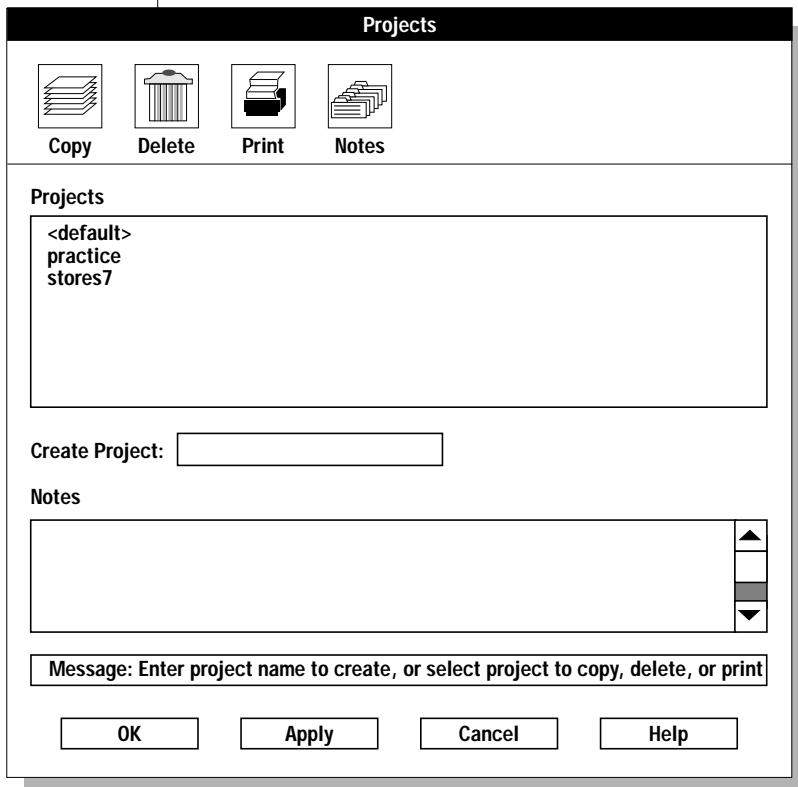 Projects
Copy Delete Print Notes
Projects
<default>
practice
stores7
Create Project:
Notes
Message: Enter project name to create, or select project to copy, delete, or print
OK Apply Cancel Help